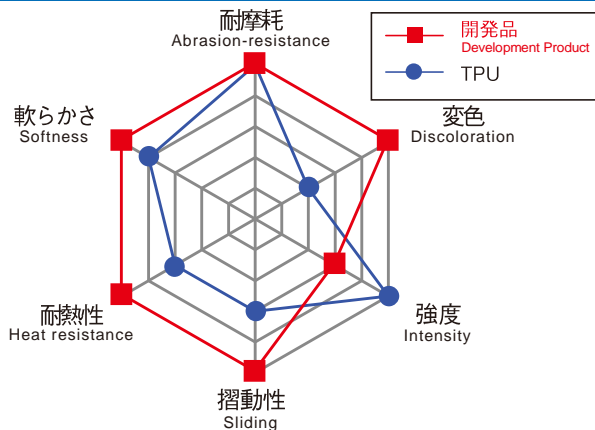 耐摩耗
Abrasion-resistance
開発品
Development Product
TPU
軟らかさ
Softness
変色
Discoloration
耐熱性
Heat resistance
強度
Intensity
摺動性
Sliding